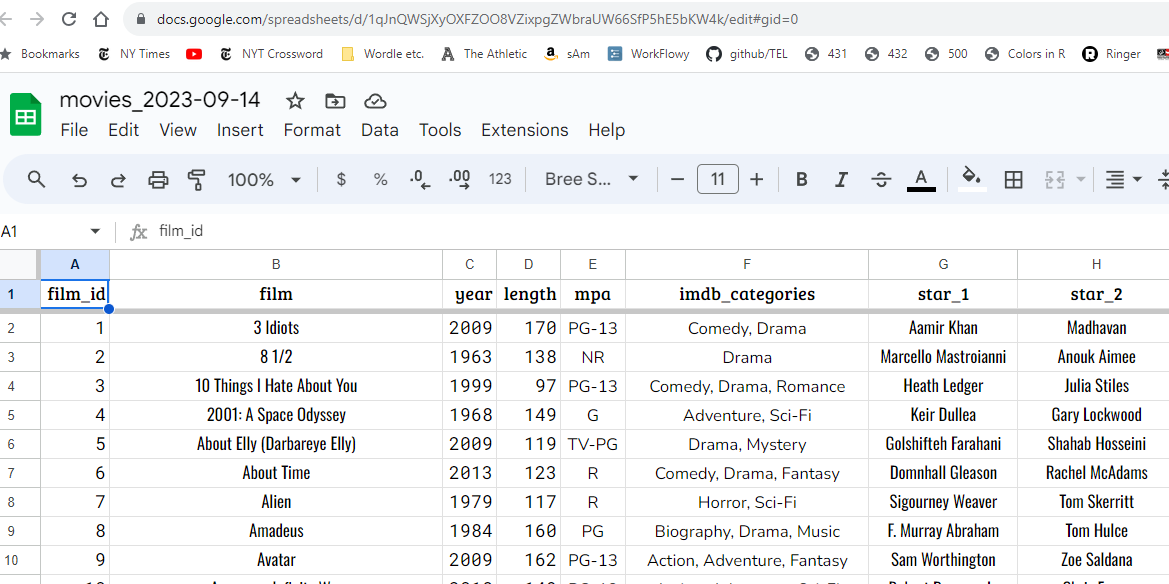 docs.google.com/spreadsheets/d/1qJnQWSjXyOXFZOO8VZixpgZWbraUW66SfP5hE5bKW4k/edit#gid=0
Bookmarks NY Times NYT Crossword Wordle etc. The Athletic sAm WorkFlowy github/TEL 431 432 500 Colors in R Ringer
movies_2023-09-14
File Edit View Insert Format Data Tools Extensions Help
100% $ % .0 .00 123 Bree S... 11 B I A
A1 fx film_id
A B C D E F G H
1 film_id film year length mpa imdb_categories star_1 star_2
2 1 3 Idiots 2009 170 PG-13 Comedy, Drama Aamir Khan Madhavan
3 2 8 1/2 1963 138 NR Drama Marcello Mastroianni Anouk Aimee
4 3 10 Things I Hate About You 1999 97 PG-13 Comedy, Drama, Romance Heath Ledger Julia Stiles
5 4 2001: A Space Odyssey 1968 149 G Adventure, Sci-Fi Keir Dullea Gary Lockwood
6 5 About Elly (Darbareye Elly) 2009 119 TV-PG Drama, Mystery Golshifteh Farahani Shahab Hosseini
7 6 About Time 2013 123 R Comedy, Drama, Fantasy Domnhall Gleason Rachel McAdams
8 7 Alien 1979 117 R Horror, Sci-Fi Sigourney Weaver Tom Skerritt
9 8 Amadeus 1984 160 PG Biography, Drama, Music F. Murray Abraham Tom Hulce
10 9 Avatar 2009 162 PG-13 Action, Adventure, Fantasy Sam Worthington Zoe Saldana